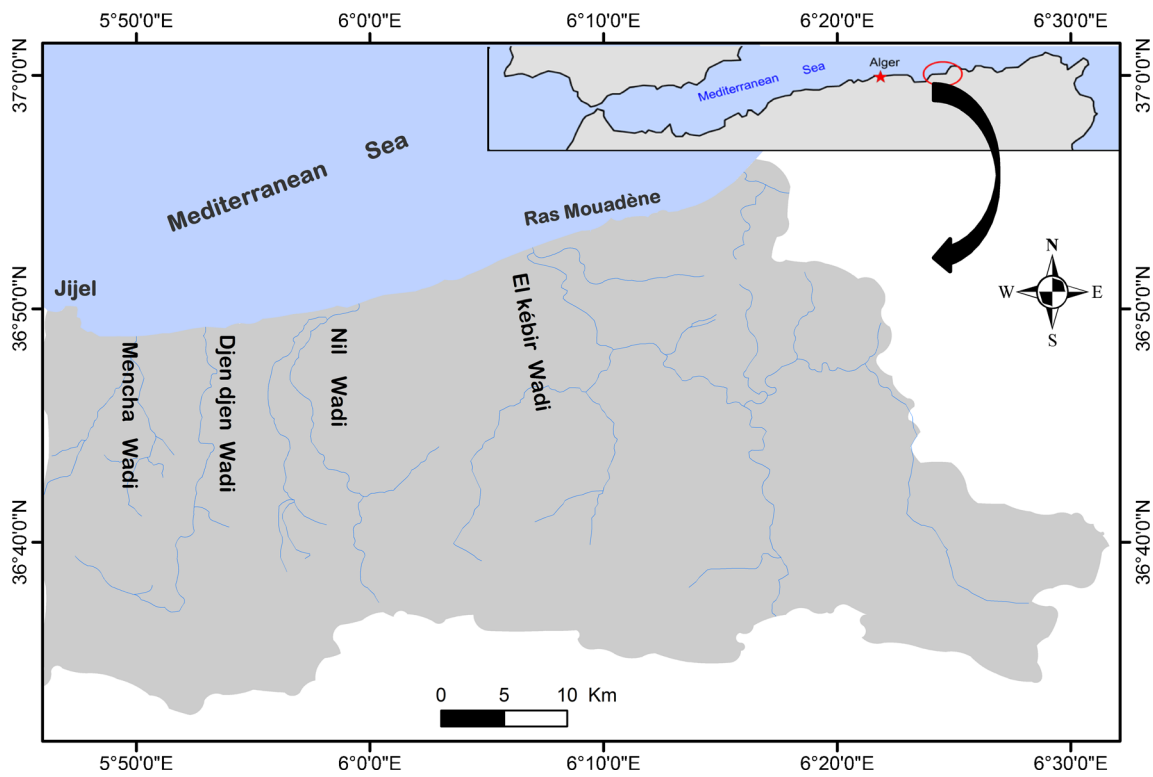 5°50'0"E
6°0'0"E
6°10'0"E
6°20'0"E
6°30'0"E
37°0'0"N
37°0'0"N
Alger
Mediterranean Sea
Mediterranean Sea
Ras Mouadène
N
W
E
S
Jijel
36°50'0"N
36°50'0"N
Mencha Wadi
Djen djen Wadi
Nil Wadi
El kébir Wadi
36°40'0"N
36°40'0"N
0 5 10 Km
5°50'0"E
6°0'0"E
6°10'0"E
6°20'0"E
6°30'0"E